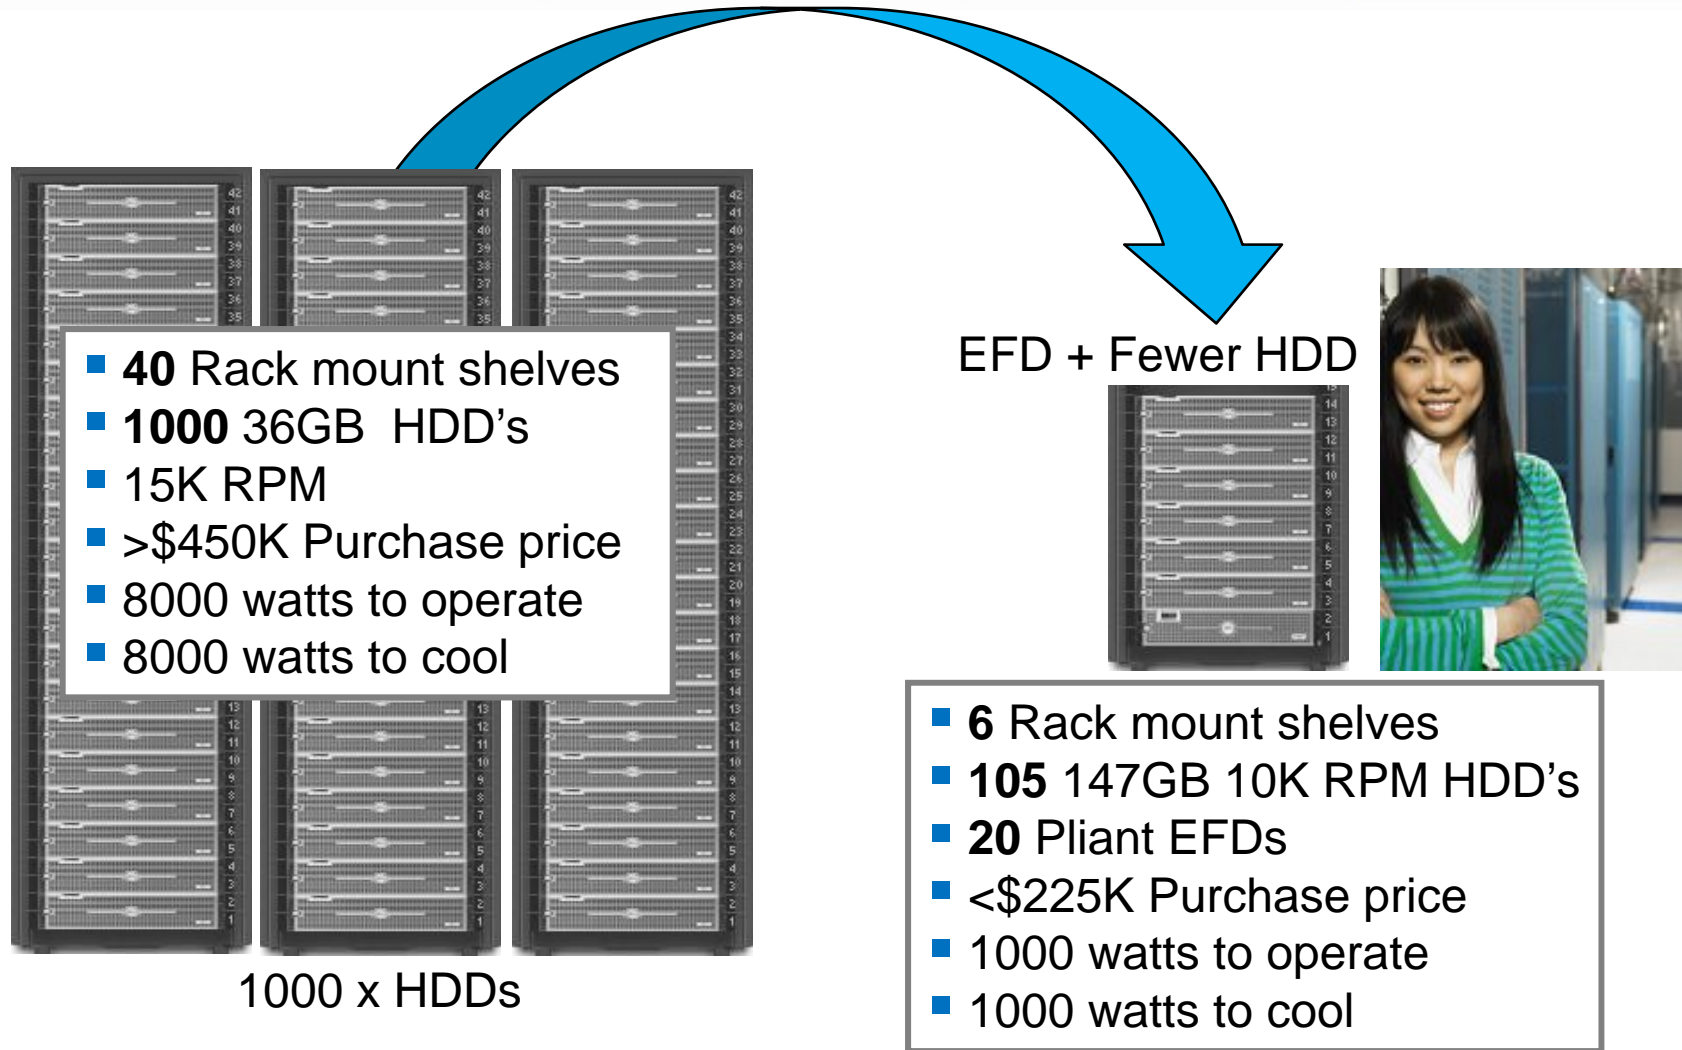 40 Rack mount shelves
1000 36GB HDD's
15K RPM
>$450K Purchase price
8000 watts to operate
8000 watts to cool
1000 x HDDs
EFD + Fewer HDD
6 Rack mount shelves
105 147GB 10K RPM HDD's
20 Pliant EFDs
<$225K Purchase price
1000 watts to operate
1000 watts to cool